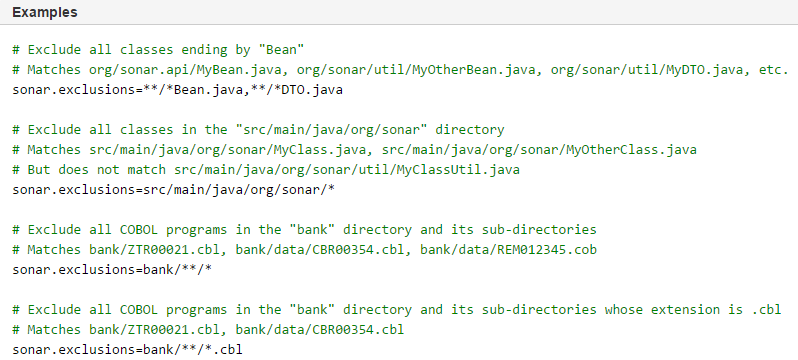 Examples
# Exclude all classes ending by "Bean"
# Matches org/sonar.api/MyBean.java, org/sonar/util/MyOtherBean.java, org/sonar/util/MyDTO.java, etc.
sonar.exclusions=**/*Bean.java,**/*DTO.java
# Exclude all classes in the "src/main/java/org/sonar" directory
# Matches src/main/java/org/sonar/MyClass.java, src/main/java/org/sonar/MyOtherClass.java
# But does not match src/main/java/org/sonar/util/MyClassUtil.java
sonar.exclusions=src/main/java/org/sonar/*
# Exclude all COBOL programs in the "bank" directory and its sub-directories
# Matches bank/ZTR00021.cbl, bank/data/CBR00354.cbl, bank/data/REM012345.cob
sonar.exclusions=bank/**/*
# Exclude all COBOL programs in the "bank" directory and its sub-directories whose extension is .cbl
# Matches bank/ZTR00021.cbl, bank/data/CBR00354.cbl
sonar.exclusions=bank/**/*.cbl